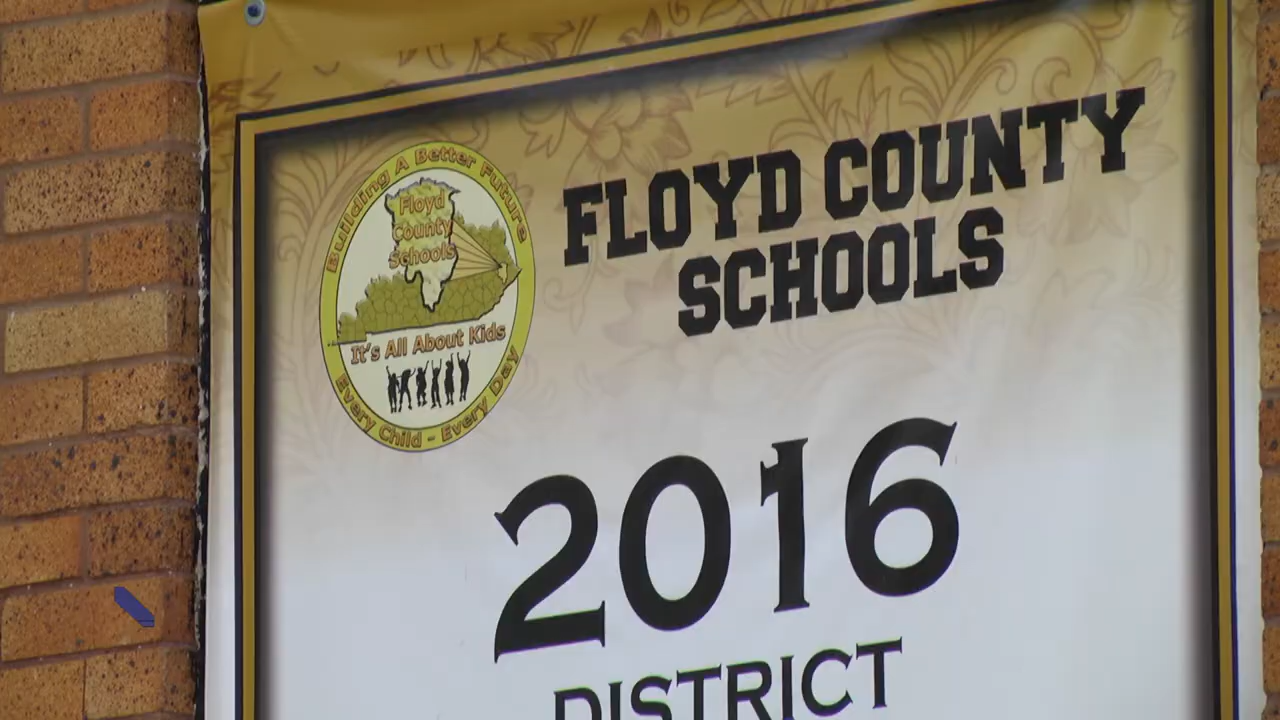 Building A Better Future
Floyd
County
Schools
It's All About Kids
Every Child - Every Day
FLOYD COUNTY
SCHOOLS
2016
DISTRICT